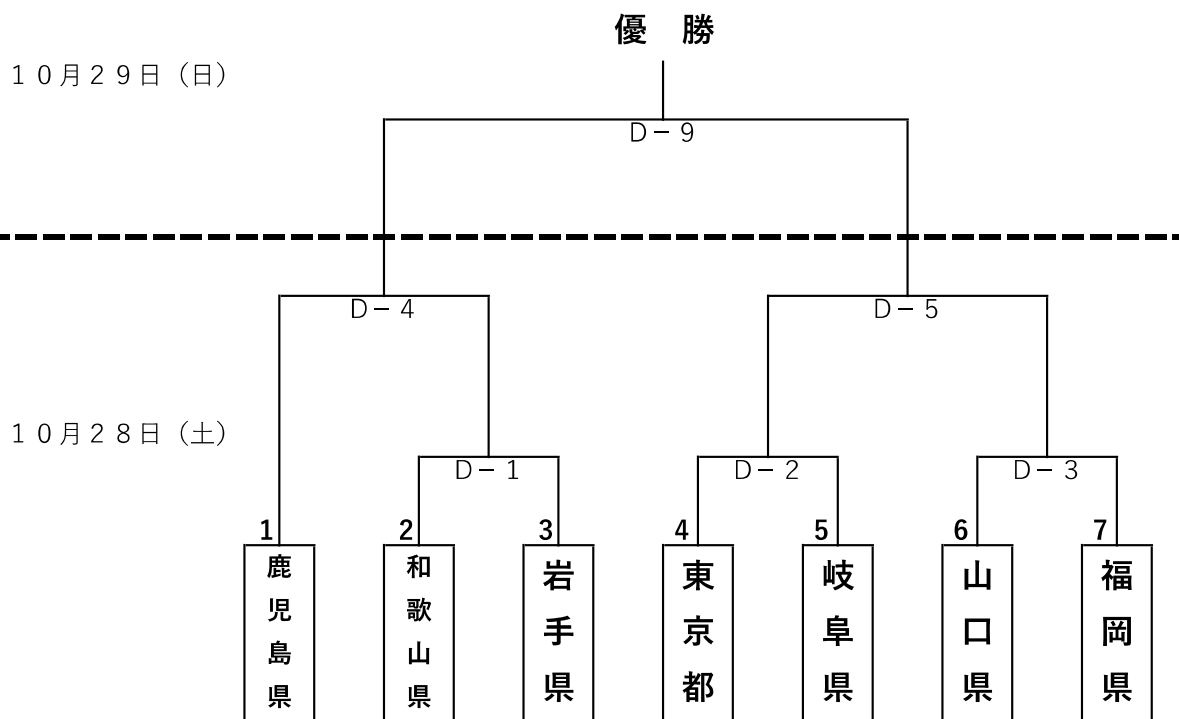 優　勝
１０月２９日（日）
Ｄ－９
Ｄ－４
Ｄ－５
１０月２８日（土）
Ｄ－１
Ｄ－２
Ｄ－３
1
2
3
4
5
6
7
鹿児島県
和歌山県
岩手県
東京都
岐阜県
山口県
福岡県